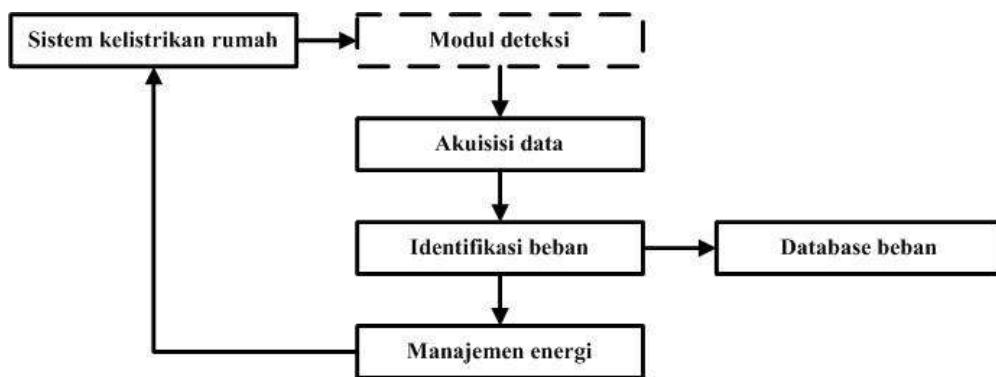 Sistem kelistrikan rumah
Modul deteksi
Akuisisi data
Identifikasi beban
Database beban
Manajemen energi